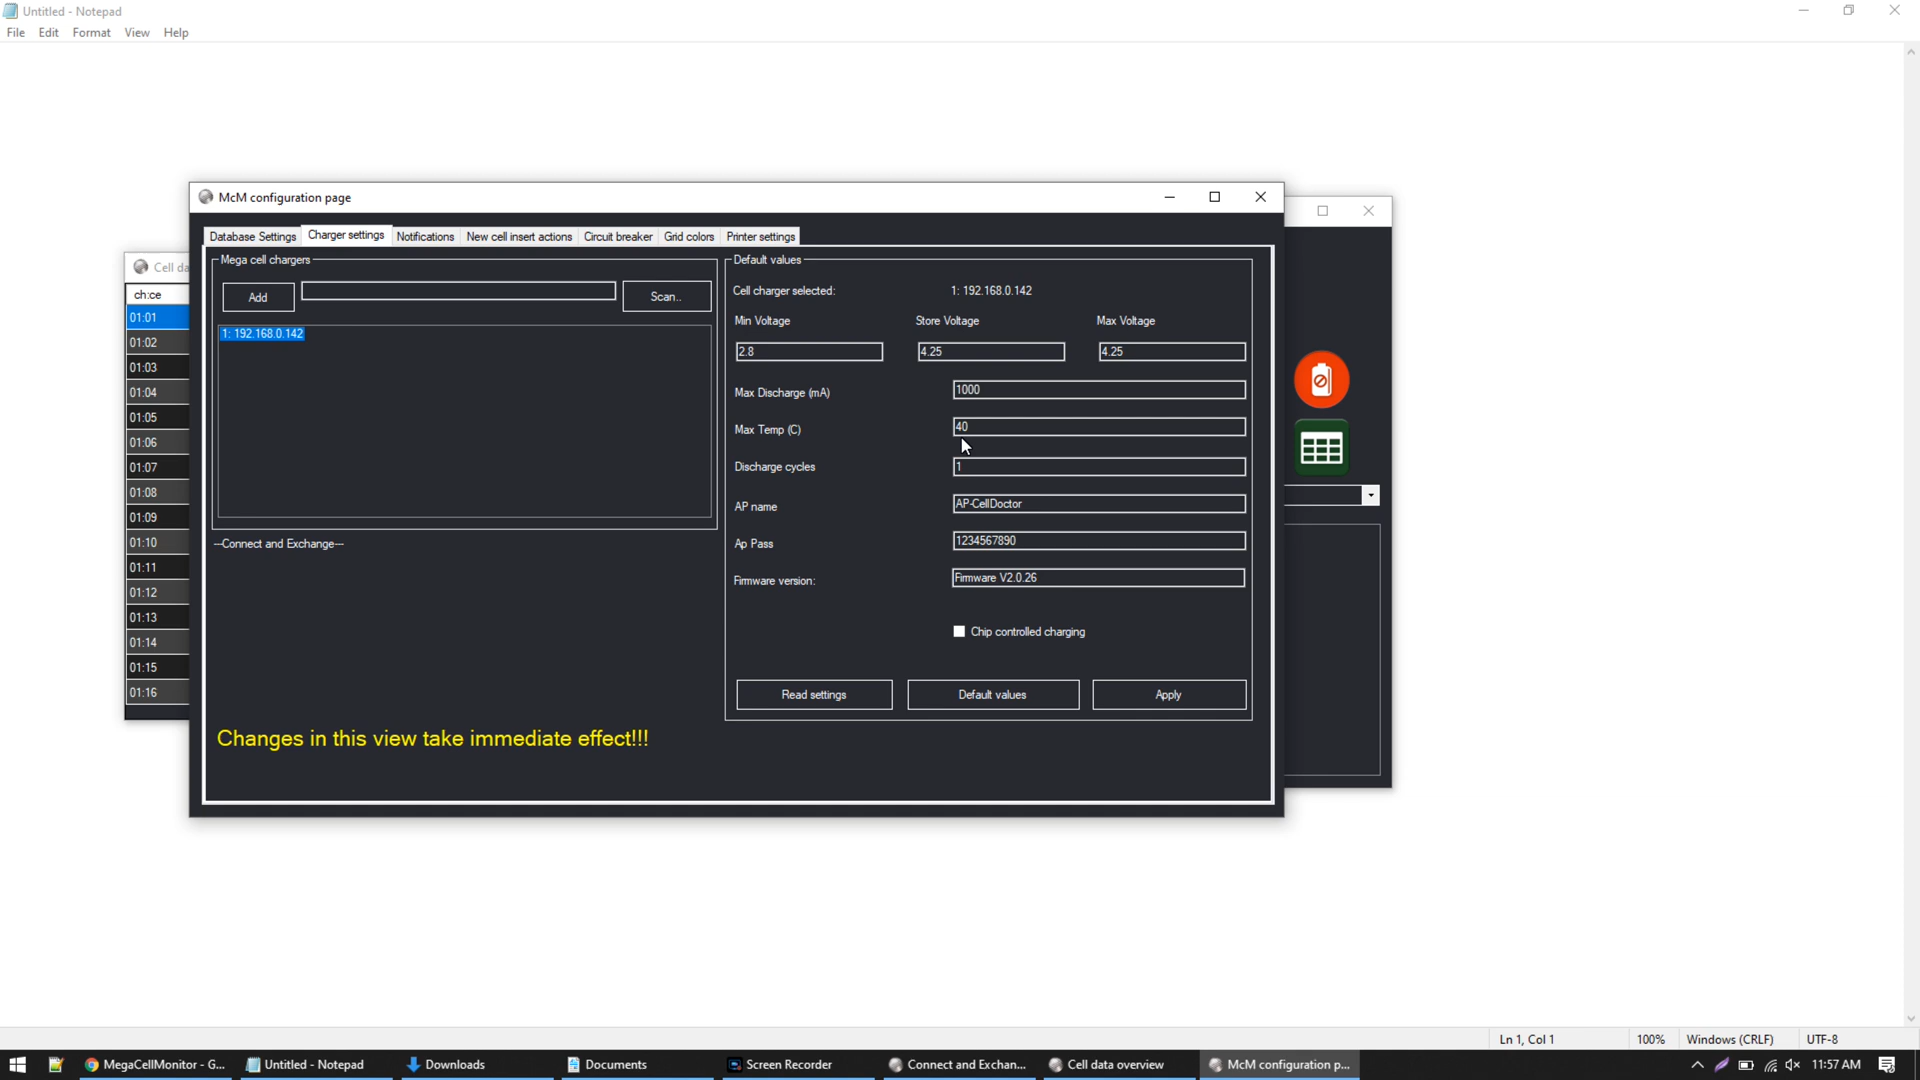 Untitled - Notepad
File Edit Format View Help
McM configuration page
Cell da
ch:ce
01:01
01:02
01:03
01:04
01:05
01:06
01:07
01:08
01:09
01:10
01:11
01:12
01:13
01:14
01:15
01:16
Database Settings Charger settings Notifications New cell insert actions Circuit breaker Grid colors Printer settings
Mega cell chargers
Add Scan..
1: 192.168.0.142
---Connect and Exchange---
Changes in this view take immediate effect!!!
Default values
Cell charger selected: 1: 192.168.0.142
Min Voltage Store Voltage Max Voltage
2.8 4.25 4.25
Max Discharge (mA) 1000
Max Temp (C) 40
Discharge cycles 1
AP name AP-CellDoctor
Ap Pass 1234567890
Firmware version: Firmware V2.0.26
Chip controlled charging
Read settings Default values Apply
Ln 1, Col 1 100% Windows (CRLF) UTF-8
MegaCellMonitor - G... Untitled - Notepad Downloads Documents Screen Recorder Connect and Exchan... Cell data overview McM configuration p... 11:57 AM